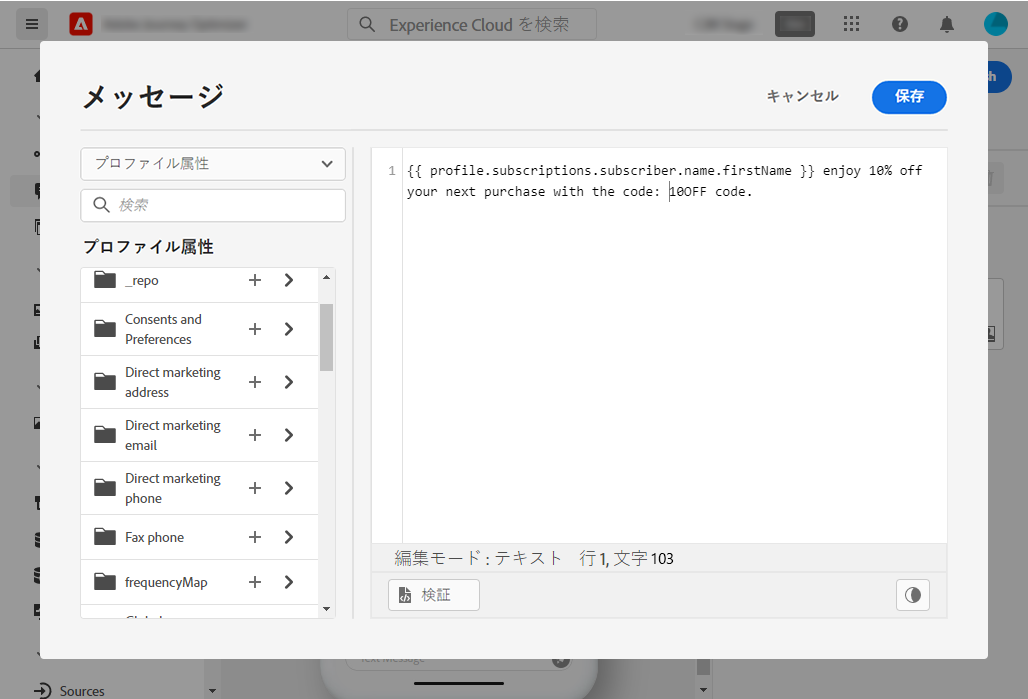 Experience Cloud を検索
メッセージ
キャンセル
保存
h
プロファイル属性
検索
プロファイル属性
_repo
Consents and
Preferences
Direct marketing
address
Direct marketing
email
Direct marketing
phone
Fax phone
frequencyMap
1
{{ profile.subscriptions.subscriber.name.firstName }} enjoy 10% off
your next purchase with the code: 10OFF code.
編集モード : テキスト 行 1, 文字 103
検証
Text Message
Sources